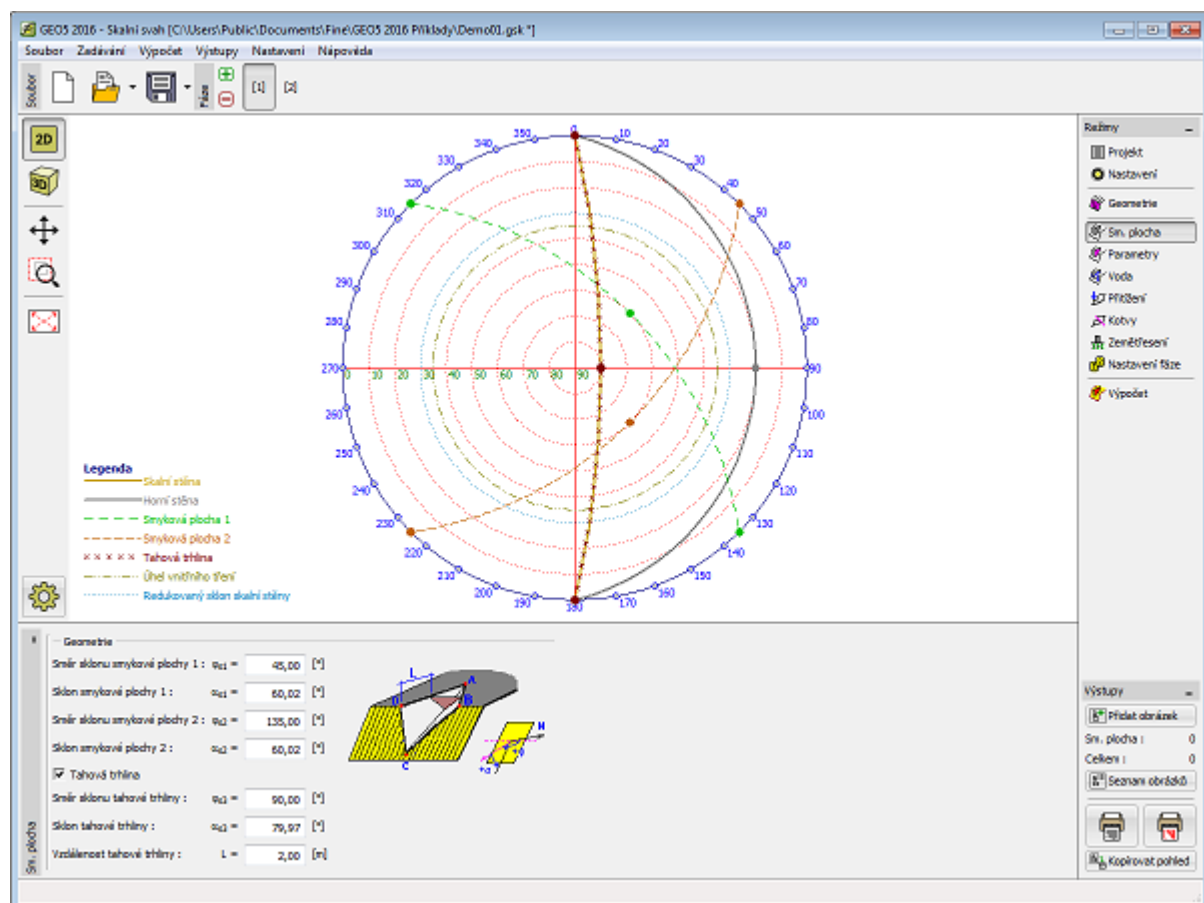 GEO5 2016 - Skalní svah [C:\Users\Public\Documents\Fine\GEO5 2016 Příklady\Demo01.gsk *]
Soubor Zadávání Výpočet Výstupy Nastavení Nápověda
Soubor
Fáze
[1] [2]
2D
3D
0
10
20
30
40
50
60
70
80
90
100
110
120
130
140
150
160
170
180
190
200
210
220
230
240
250
260
270
280
290
300
310
320
330
340
350
0 10 20 30 40 50 60 70 80 90
Legenda
Skalní stěna
Horní stěna
Smyková plocha 1
Smyková plocha 2
Tahová trhlina
Úhel vnitřního tření
Redukovaný sklon skalní stěny
Režimy
Projekt
Nastavení
Geometrie
Sm. plocha
Parametry
Voda
Přitížení
Kotvy
Zemětřesení
Nastavení fáze
Výpočet
Sm. plocha
Geometrie
Směr sklonu smykové plochy 1 : φd1 = 45,00 [°]
Sklon smykové plochy 1 : αd1 = 60,02 [°]
Směr sklonu smykové plochy 2 : φd2 = 135,00 [°]
Sklon smykové plochy 2 : αd2 = 60,02 [°]
Tahová trhlina
Směr sklonu tahové trhliny : φd3 = 90,00 [°]
Sklon tahové trhliny : αd3 = 79,97 [°]
Vzdálenost tahové trhliny : L = 2,00 [m]
L
A
D
B
C
N
+φ
+α
Výstupy
Přidat obrázek
Sm. plocha : 0
Celkem : 0
Seznam obrázků
Kopírovat pohled